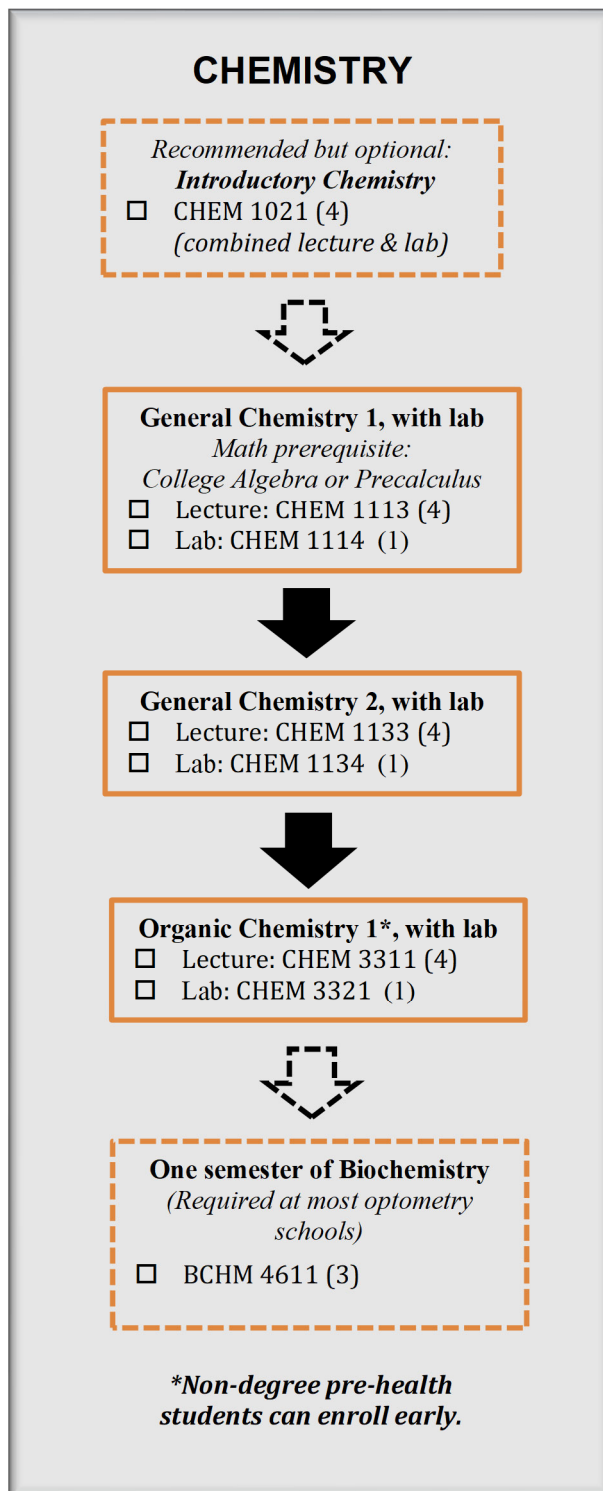 CHEMISTRY
Recommended but optional:
Introductory Chemistry
☐ CHEM 1021 (4)
(combined lecture & lab)
General Chemistry 1, with lab
Math prerequisite:
College Algebra or Precalculus
☐ Lecture: CHEM 1113 (4)
☐ Lab: CHEM 1114 (1)
General Chemistry 2, with lab
☐ Lecture: CHEM 1133 (4)
☐ Lab: CHEM 1134 (1)
Organic Chemistry 1*, with lab
☐ Lecture: CHEM 3311 (4)
☐ Lab: CHEM 3321 (1)
One semester of Biochemistry
(Required at most optometry
schools)
☐ BCHM 4611 (3)
*Non-degree pre-health
students can enroll early.